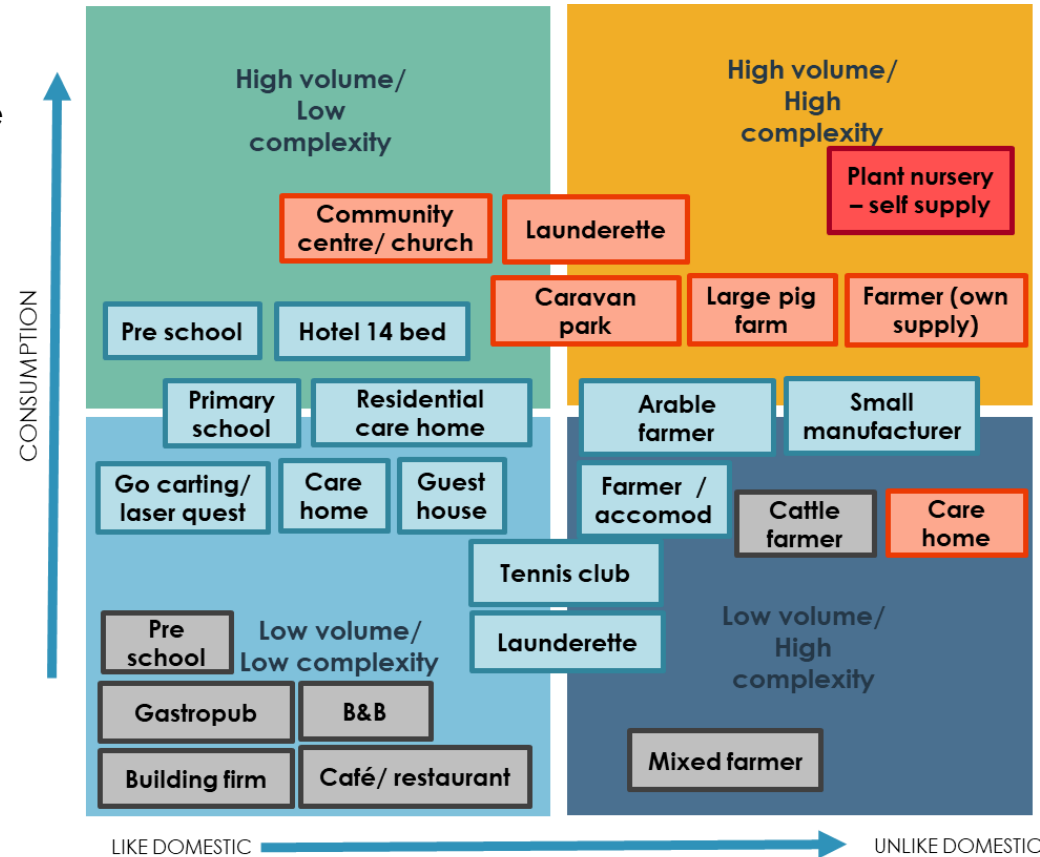 e
High volume/
Low
complexity
High volume/
High
complexity
Plant nursery
– self supply
Community
centre/ church
Launderette
Caravan
park
Large pig
farm
Farmer (own
supply)
Pre school
Hotel 14 bed
CONSUMPTION
Primary
school
Residential
care home
Arable
farmer
Small
manufacturer
Go carting/
laser quest
Care
home
Guest
house
Farmer /
accomod
Cattle
farmer
Care
home
Tennis club
Launderette
Pre
school
Low volume/
Low complexity
Low volume/
High
complexity
Gastropub
B&B
Building firm
Café/ restaurant
Mixed farmer
LIKE DOMESTIC
UNLIKE DOMESTIC